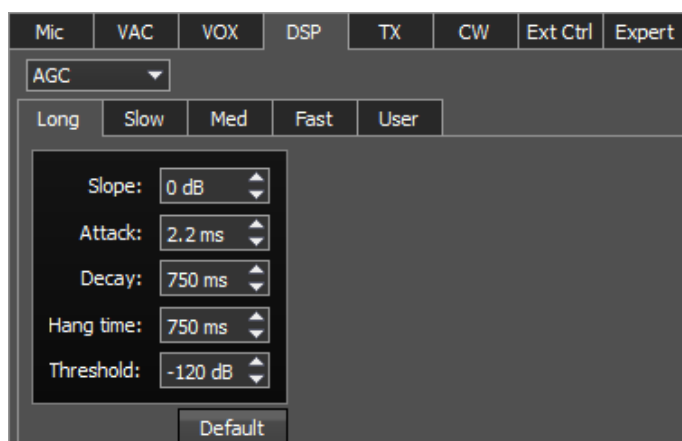 Mic VAC VOX DSP TX CW Ext Ctrl Expert
AGC
Long Slow Med Fast User
Slope: 0 dB
Attack: 2.2 ms
Decay: 750 ms
Hang time: 750 ms
Threshold: -120 dB
Default